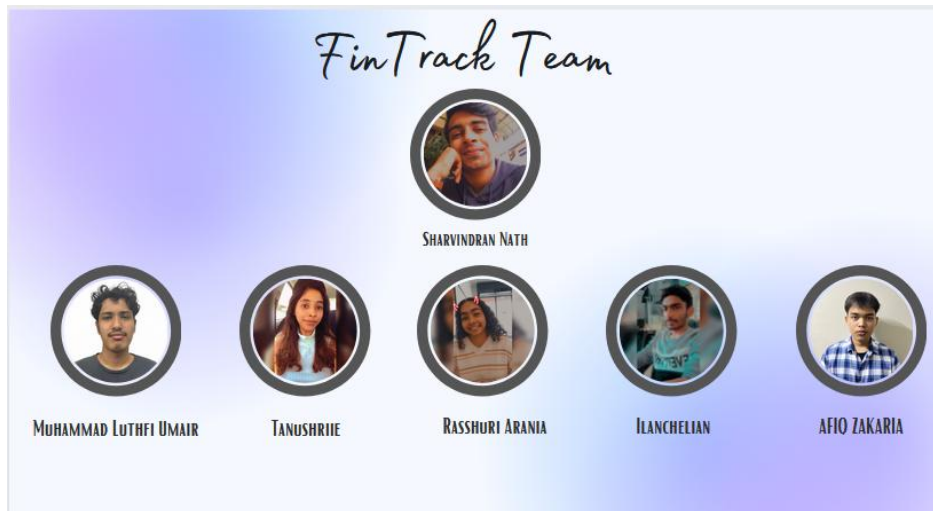 FinTrack Team
Sharvindran Nath
Muhammad Luthfi Umair
Tanushriie
Rasshuri Arania
Ilanchelian
AFIQ ZAKARIA